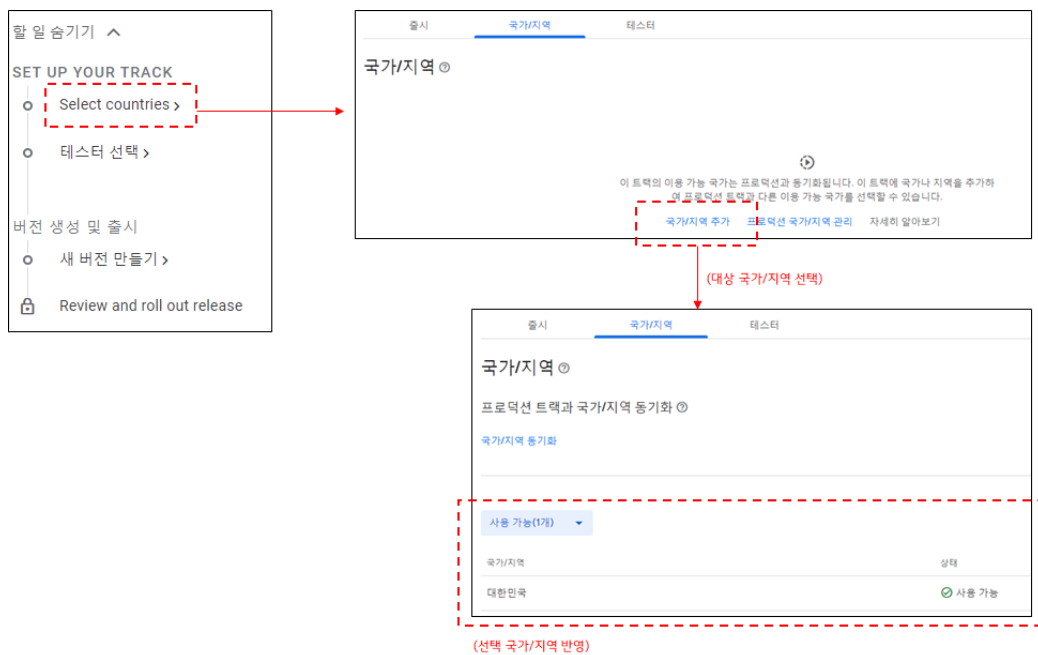 할 일 숨기기
SET UP YOUR TRACK
Select countries
테스터 선택
버전 생성 및 출시
새 버전 만들기
Review and roll out release
출시 국가/지역 테스터
국가/지역
이 트랙의 이용 가능 국가는 프로덕션과 동기화됩니다. 이 트랙에 국가나 지역을 추가하
여 프로덕션 트랙과 다른 이용 가능 국가를 선택할 수 있습니다.
국가/지역 추가 프로덕션 국가/지역 관리 자세히 알아보기
(대상 국가/지역 선택)
출시 국가/지역 테스터
국가/지역
프로덕션 트랙과 국가/지역 동기화
국가/지역 동기화
사용 가능(1개)
국가/지역 상태
대한민국 사용 가능
(선택 국가/지역 반영)